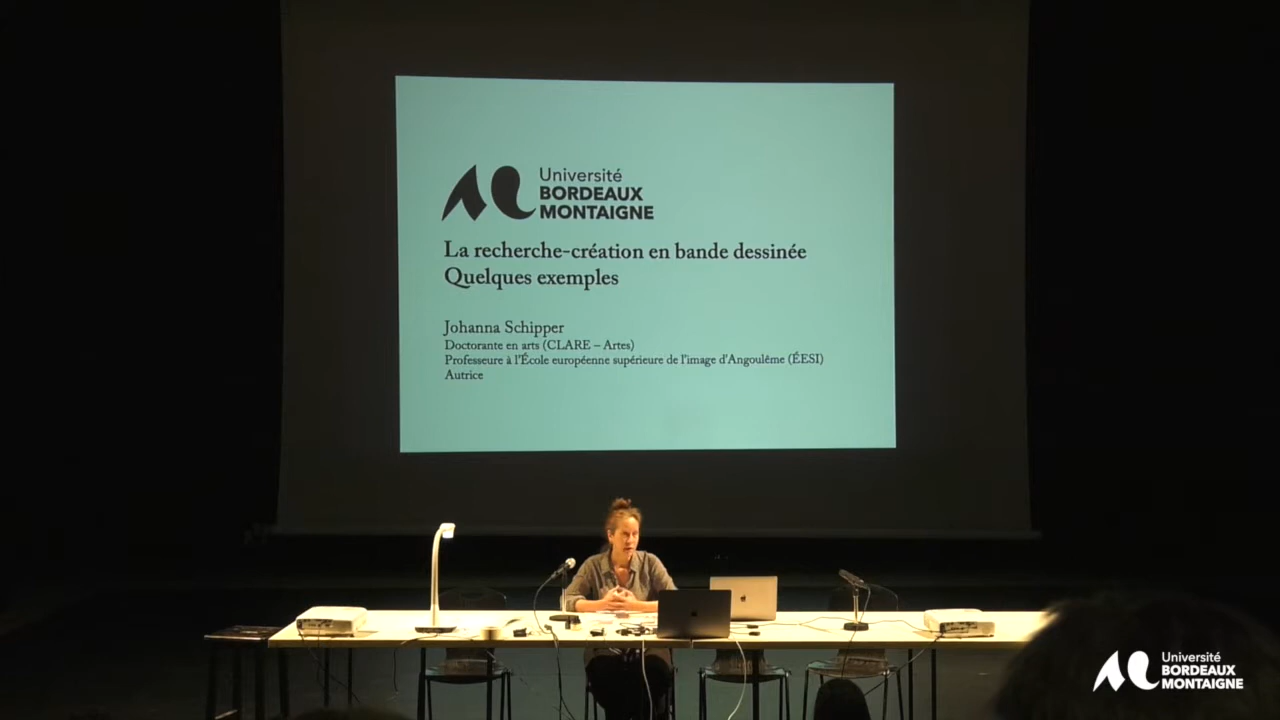 Université
BORDEAUX
MONTAIGNE
La recherche-création en bande dessinée
Quelques exemples
Johanna Schipper
Doctorante en arts (CLARE – Artes)
Professeure à l'École européenne supérieure de l'image d'Angoulême (ÉESI)
Autrice
Université
BORDEAUX
MONTAIGNE